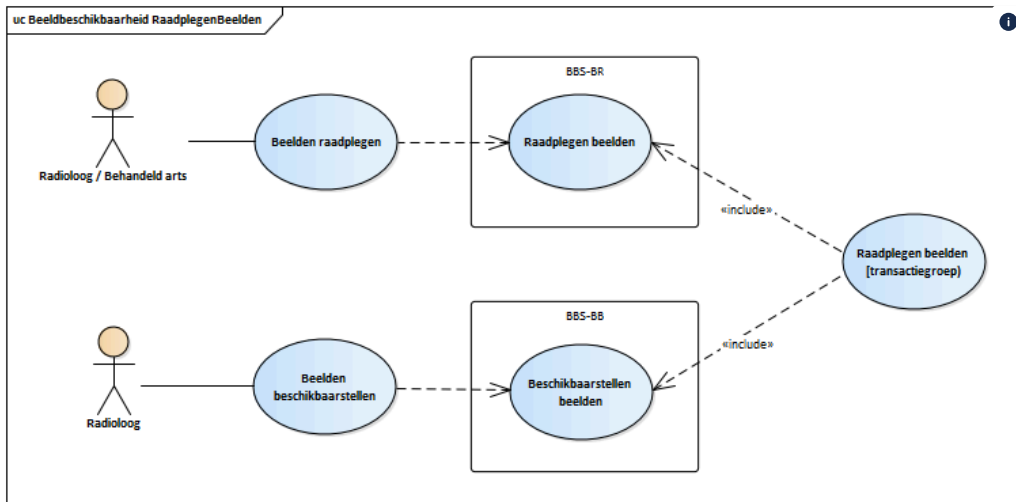 uc Beeldbeschikbaarheid RaadplegenBeelden
i
BBS-BR
Beelden raadplegen
Raadplegen beelden
Radioloog / Behandeld arts
«include»
Raadplegen beelden
[transactiegroep)
BBS-BB
«include»
Beelden
beschikbaarstellen
Beschikbaarstellen
beelden
Radioloog